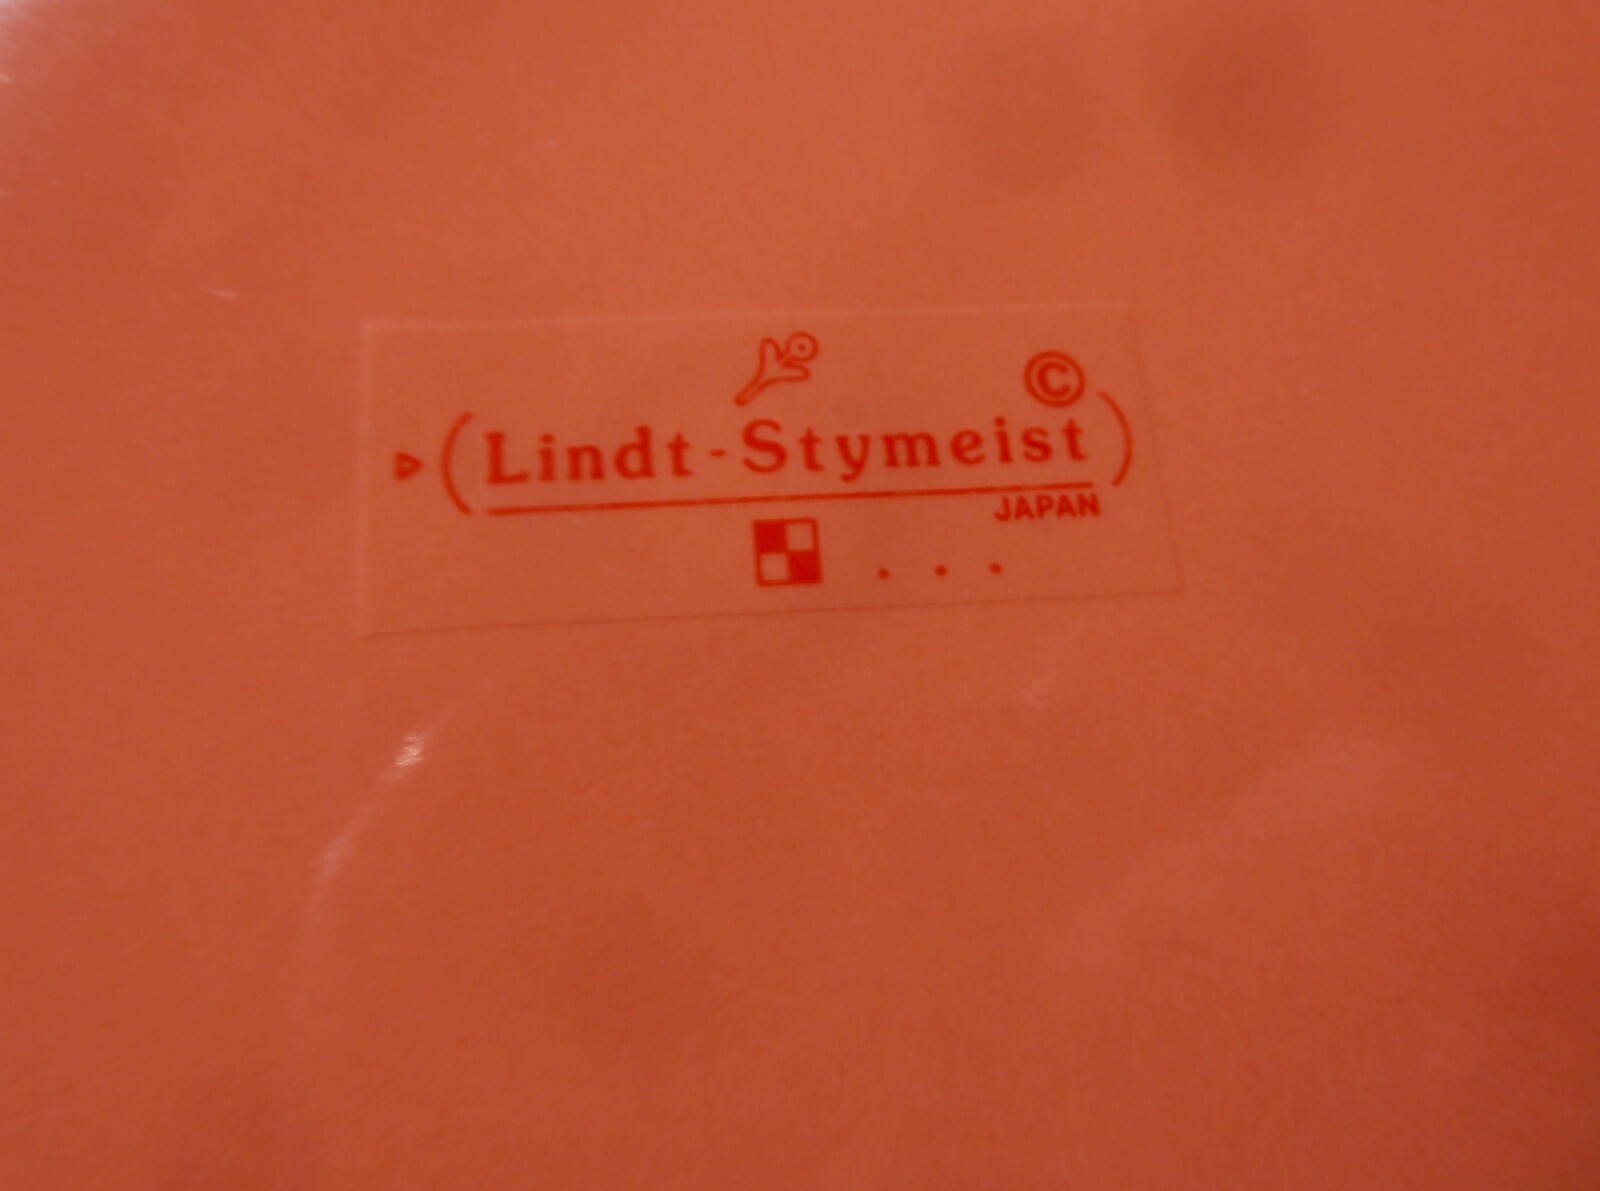 ©
(Lindt-Stymeist)
JAPAN
. . .